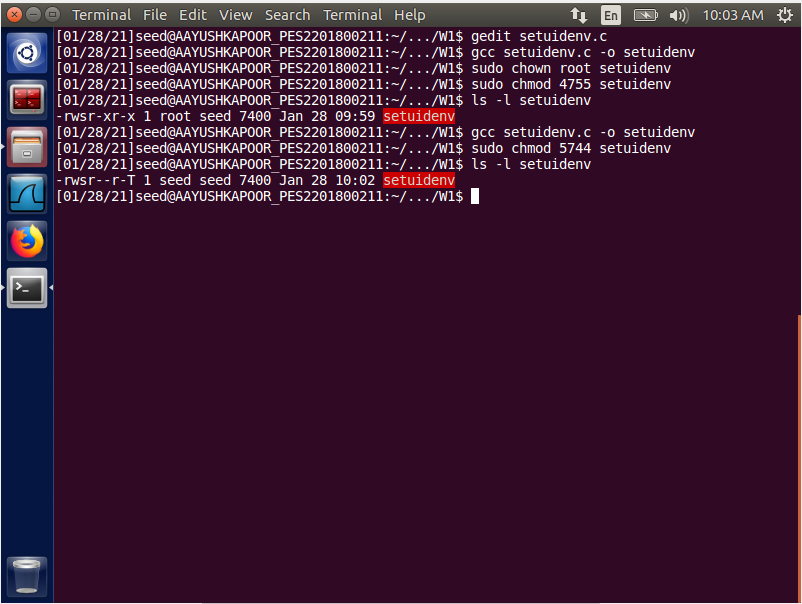 Terminal File Edit View Search Terminal Help En 10:03 AM
[01/28/21]seed@AAYUSHKAPOOR_PES2201800211:~/.../W1$ gedit setuidenv.c
[01/28/21]seed@AAYUSHKAPOOR_PES2201800211:~/.../W1$ gcc setuidenv.c -o setuidenv
[01/28/21]seed@AAYUSHKAPOOR_PES2201800211:~/.../W1$ sudo chown root setuidenv
[01/28/21]seed@AAYUSHKAPOOR_PES2201800211:~/.../W1$ sudo chmod 4755 setuidenv
[01/28/21]seed@AAYUSHKAPOOR_PES2201800211:~/.../W1$ ls -l setuidenv
-rwsr-xr-x 1 root seed 7400 Jan 28 09:59 setuidenv
[01/28/21]seed@AAYUSHKAPOOR_PES2201800211:~/.../W1$ gcc setuidenv.c -o setuidenv
[01/28/21]seed@AAYUSHKAPOOR_PES2201800211:~/.../W1$ sudo chmod 5744 setuidenv
[01/28/21]seed@AAYUSHKAPOOR_PES2201800211:~/.../W1$ ls -l setuidenv
-rwsr--r-T 1 seed seed 7400 Jan 28 10:02 setuidenv
[01/28/21]seed@AAYUSHKAPOOR_PES2201800211:~/.../W1$